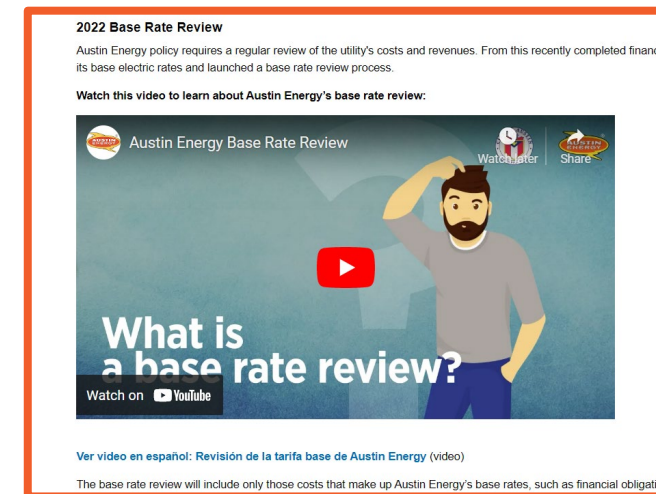 2022 Base Rate Review
Austin Energy policy requires a regular review of the utility's costs and revenues. From this recently completed financ
its base electric rates and launched a base rate review process.
Watch this video to learn about Austin Energy's base rate review:
AUSTIN ENERGY
Austin Energy Base Rate Review
Watch later
Share
AUSTIN ENERGY
What is
a base rate review?
Watch on YouTube
Ver video en español: Revisión de la tarifa base de Austin Energy (video)
The base rate review will include only those costs that make up Austin Energy's base rates, such as financial obligati